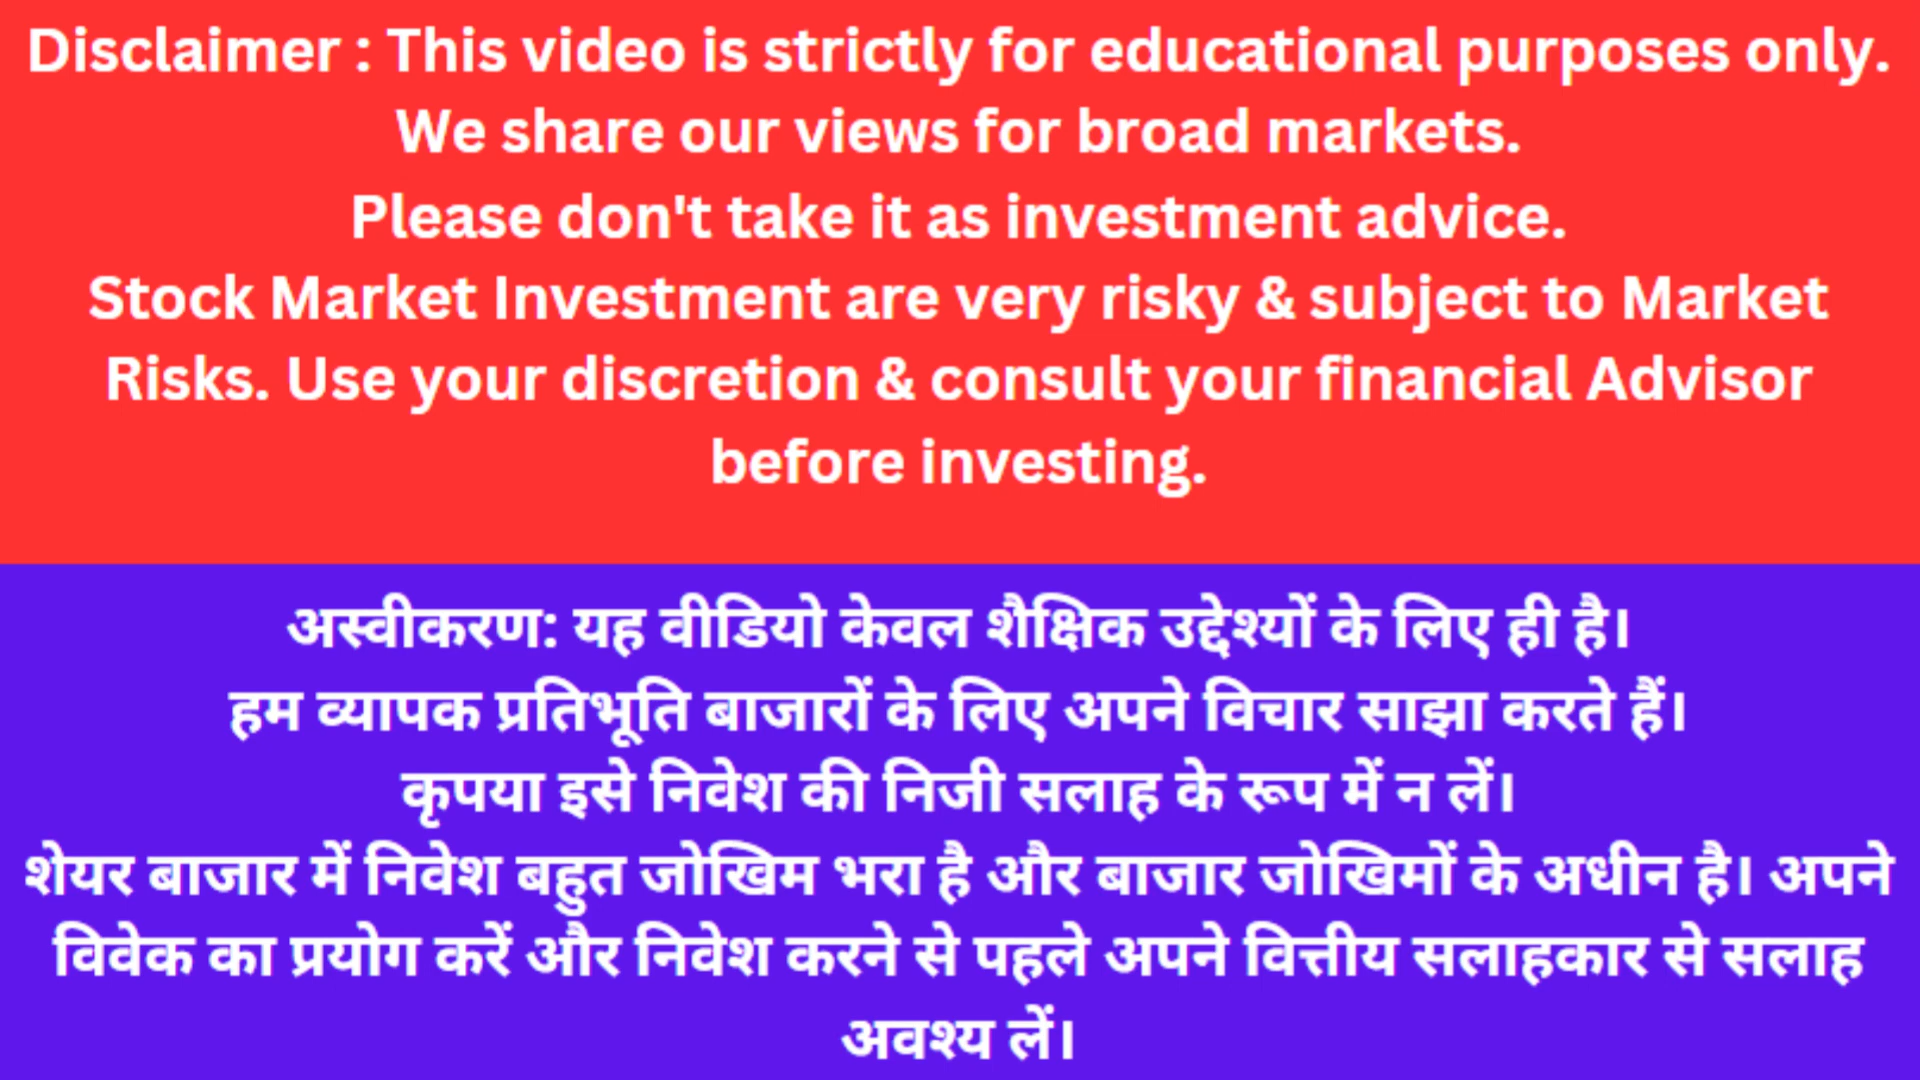 Disclaimer : This video is strictly for educational purposes only.
We share our views for broad markets.
Please don't take it as investment advice.
Stock Market Investment are very risky & subject to Market
Risks. Use your discretion & consult your financial Advisor
before investing.
अस्वीकरण: यह वीडियो केवल शैक्षिक उद्देश्यों के लिए ही है।
हम व्यापक प्रतिभूति बाजारों के लिए अपने विचार साझा करते हैं।
कृपया इसे निवेश की निजी सलाह के रूप में न लें।
शेयर बाजार में निवेश बहुत जोखिम भरा है और बाजार जोखिमों के अधीन है। अपने
विवेक का प्रयोग करें और निवेश करने से पहले अपने वित्तीय सलाहकार से सलाह
अवश्य लें।